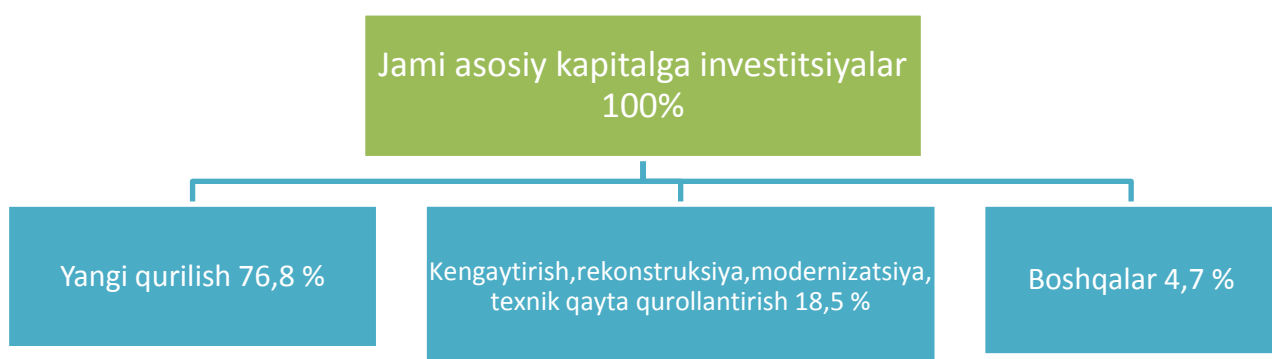 Jami asosiy kapitalga investitsiyalar
100%
Yangi qurilish 76,8 %
Kengaytirish,rekonstruksiya,modernizatsiya,
texnik qayta qurollantirish 18,5 %
Boshqalar 4,7 %